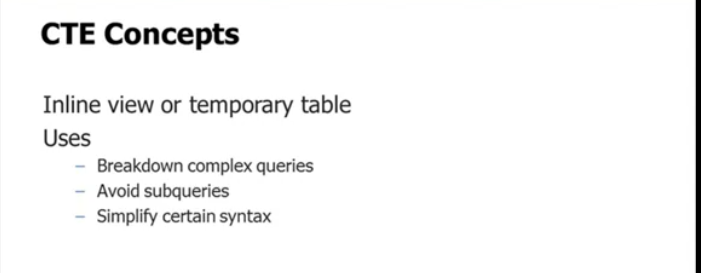 CTE Concepts
Inline view or temporary table
Uses
– Breakdown complex queries
– Avoid subqueries
– Simplify certain syntax